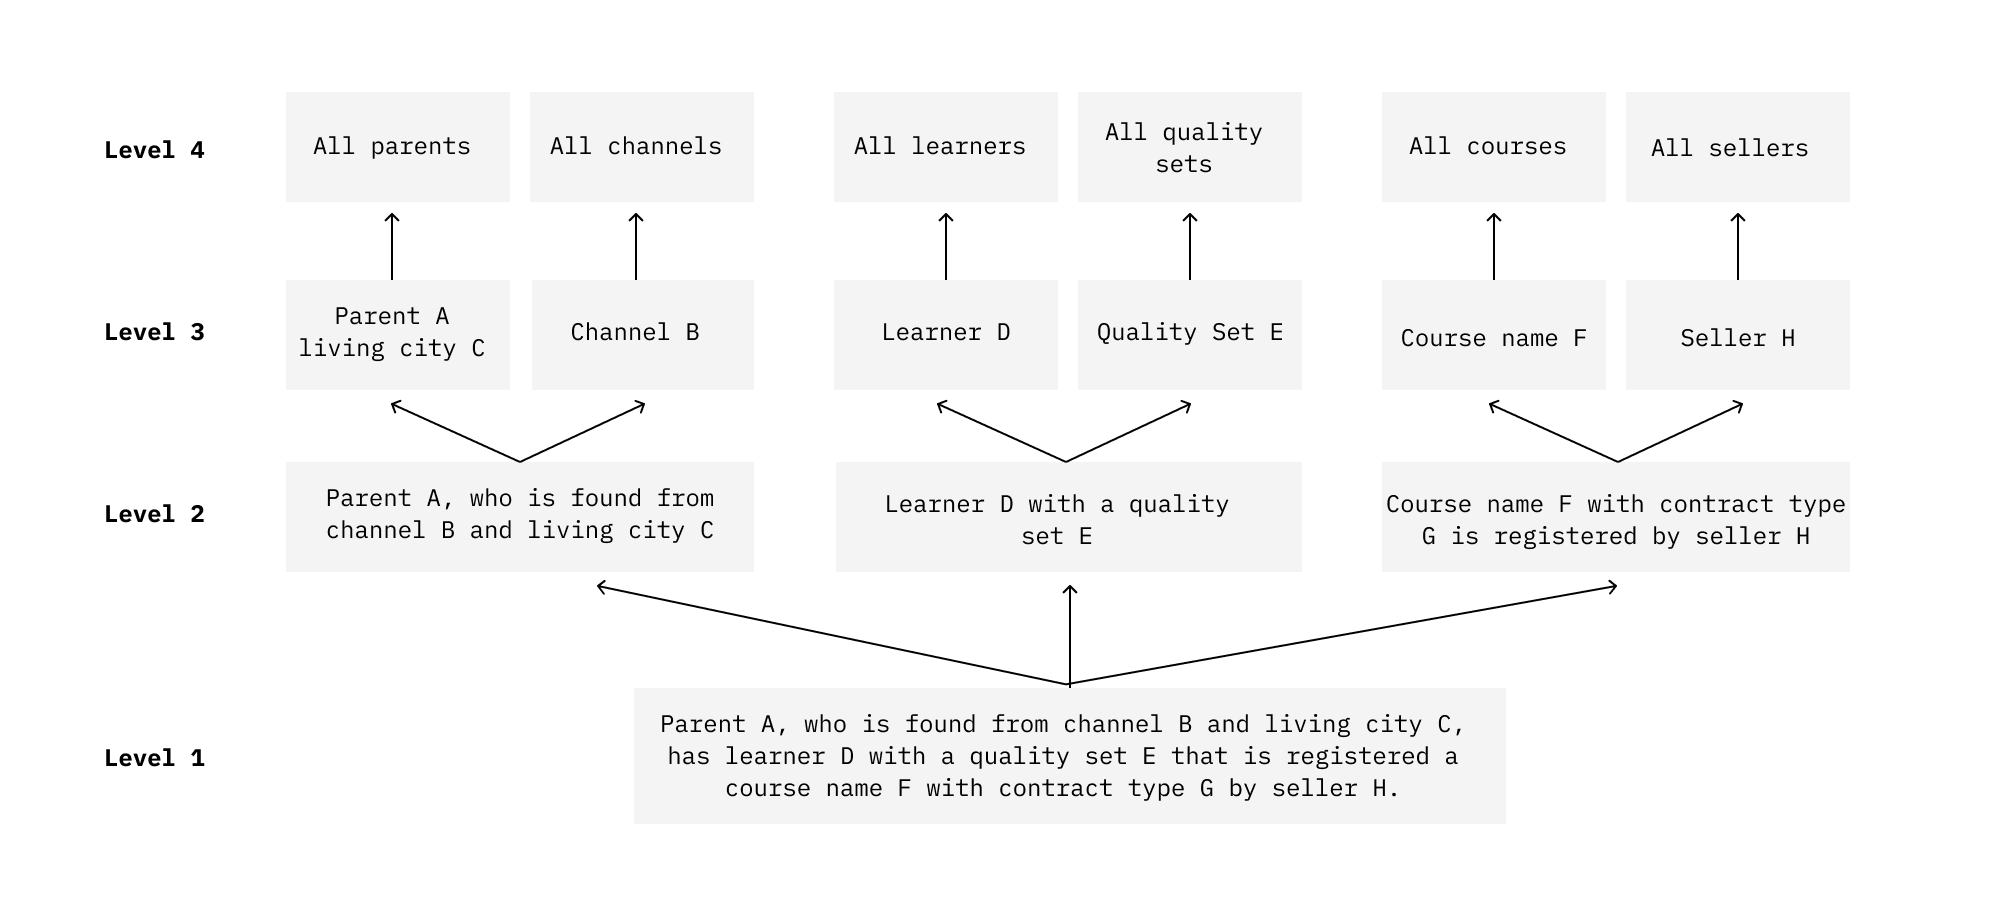 Level 4
All parents
All channels
All learners
All quality
sets
All courses
All sellers
Level 3
Parent A
living city C
Channel B
Learner D
Quality Set E
Course name F
Seller H
Level 2
Parent A, who is found from
channel B and living city C
Learner D with a quality
set E
Course name F with contract type
G is registered by seller H
Level 1
Parent A, who is found from channel B and living city C,
has learner D with a quality set E that is registered a
course name F with contract type G by seller H.